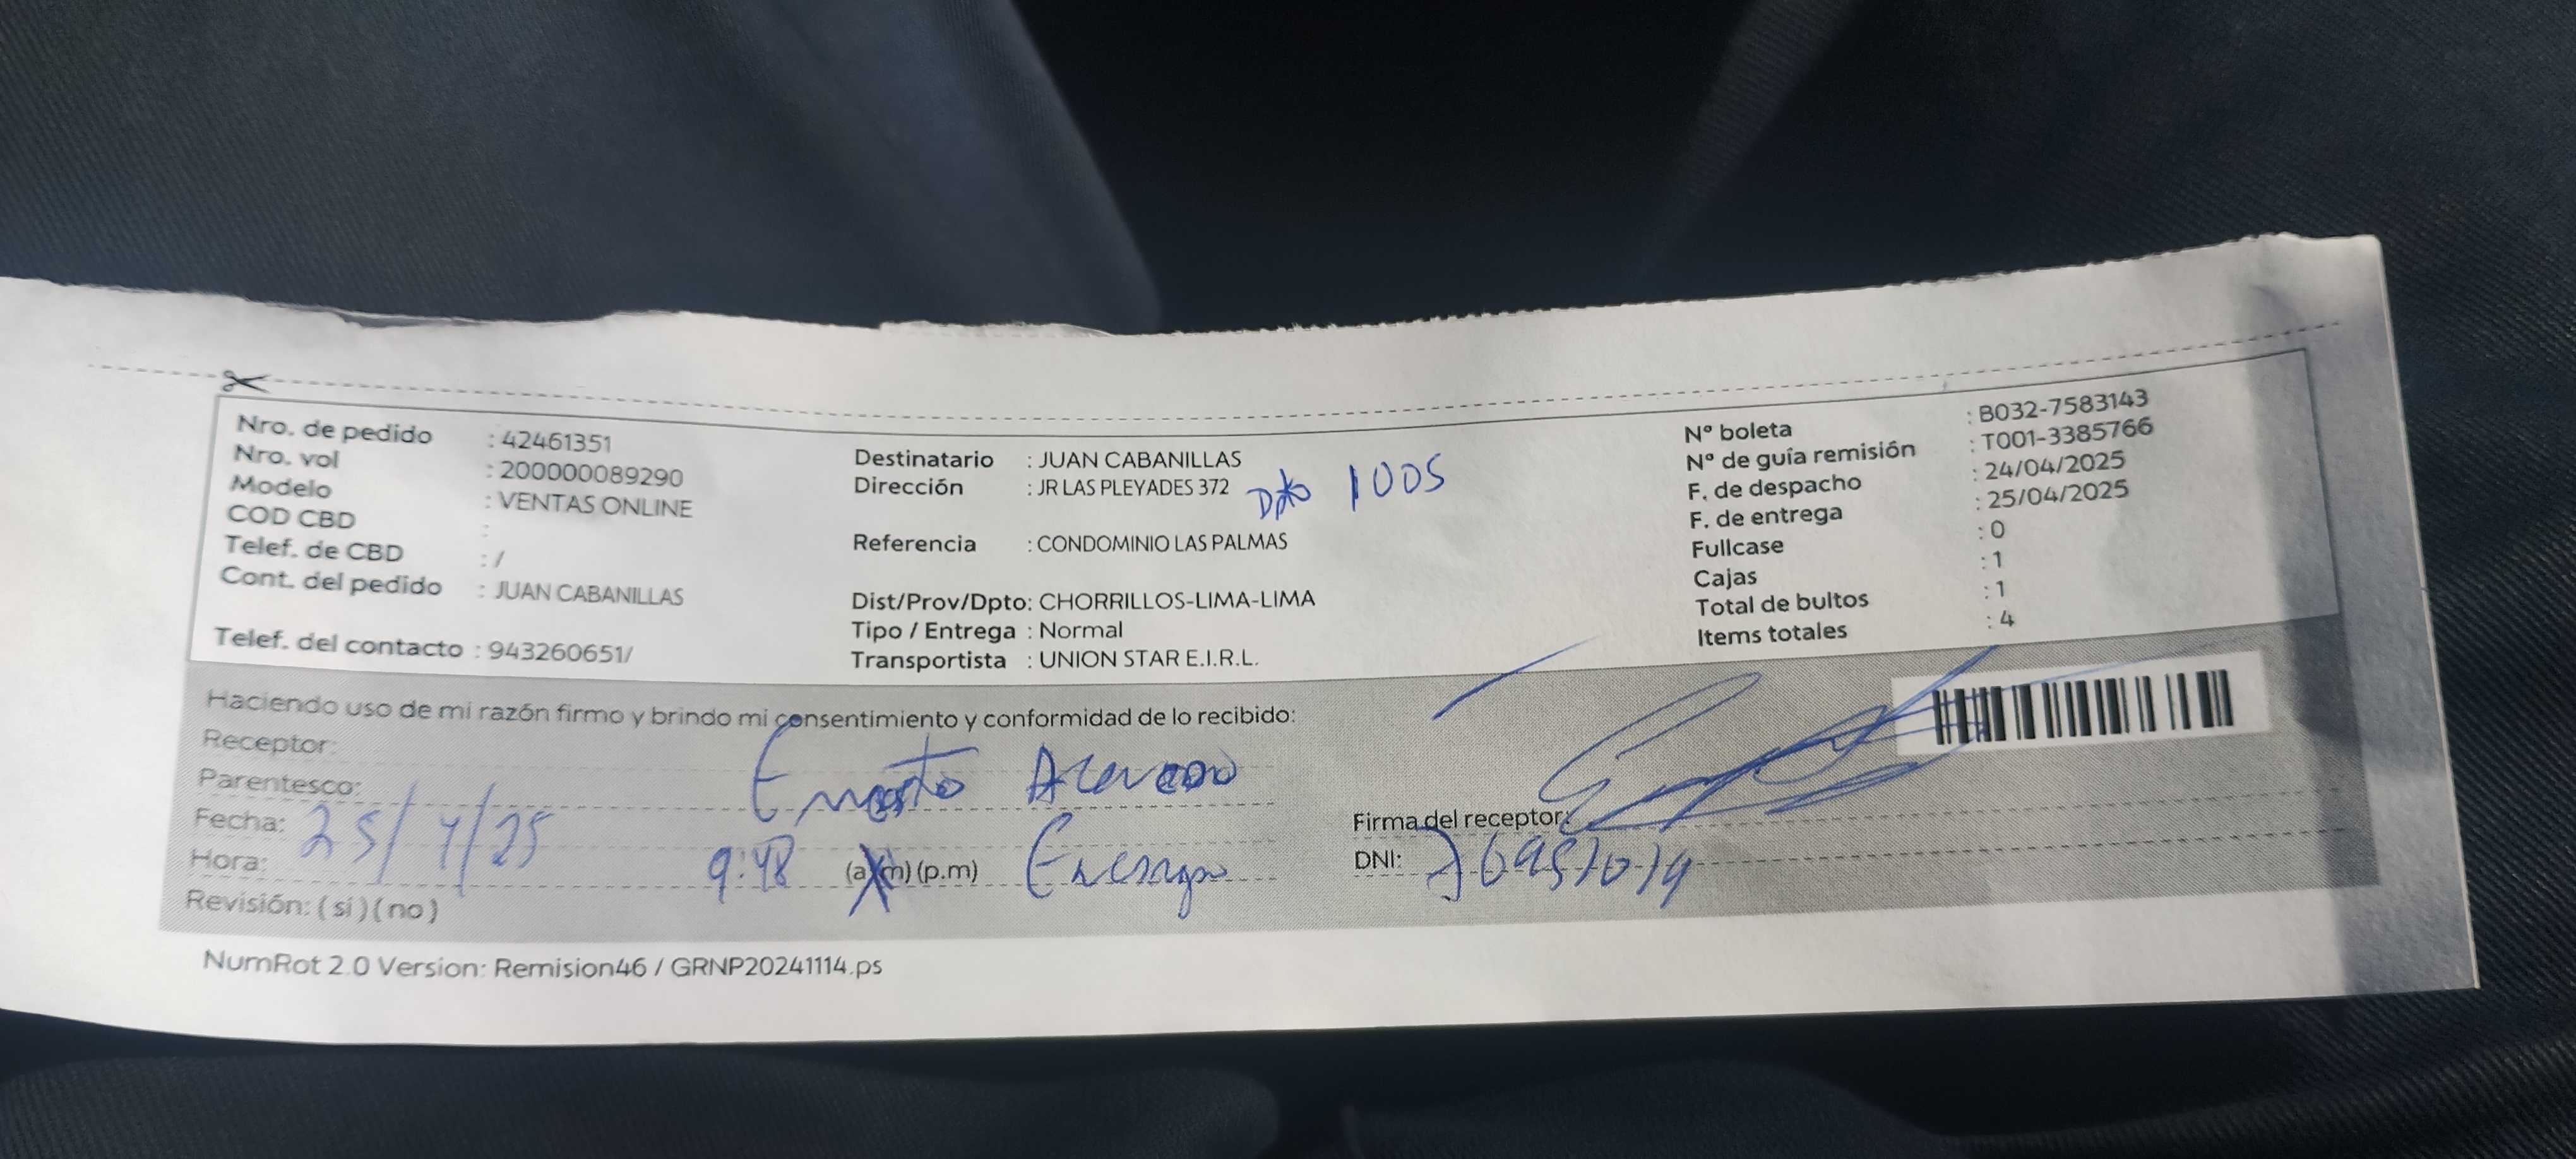 Nro. de pedido : 42461351
Nro. vol : 200000089290
Modelo : VENTAS ONLINE
COD CBD :
Telef. de CBD : /
Cont. del pedido : JUAN CABANILLAS
Telef. del contacto : 943260651/
Destinatario : JUAN CABANILLAS
Dirección : JR LAS PLEYADES 372 Dpto 1005
Referencia : CONDOMINIO LAS PALMAS
Dist/Prov/Dpto: CHORRILLOS-LIMA-LIMA
Tipo / Entrega : Normal
Transportista : UNION STAR E.I.R.L.
Nº boleta : B032-7583143
Nº de guía remisión : T001-3385766
F. de despacho : 24/04/2025
F. de entrega : 25/04/2025
Fullcase : 0
Cajas : 1
Total de bultos : 1
Items totales : 4
Haciendo uso de mi razón firmo y brindo mi consentimiento y conformidad de lo recibido:
Receptor: Ernesto
Parentesco:
Fecha: 25/4/25
Hora: 9:48 (a.m) (p.m)
Revisión: ( sí ) ( no )
Firma del receptor:
DNI:
NumRot 2.0 Version: Remision46 / GRNP20241114.ps